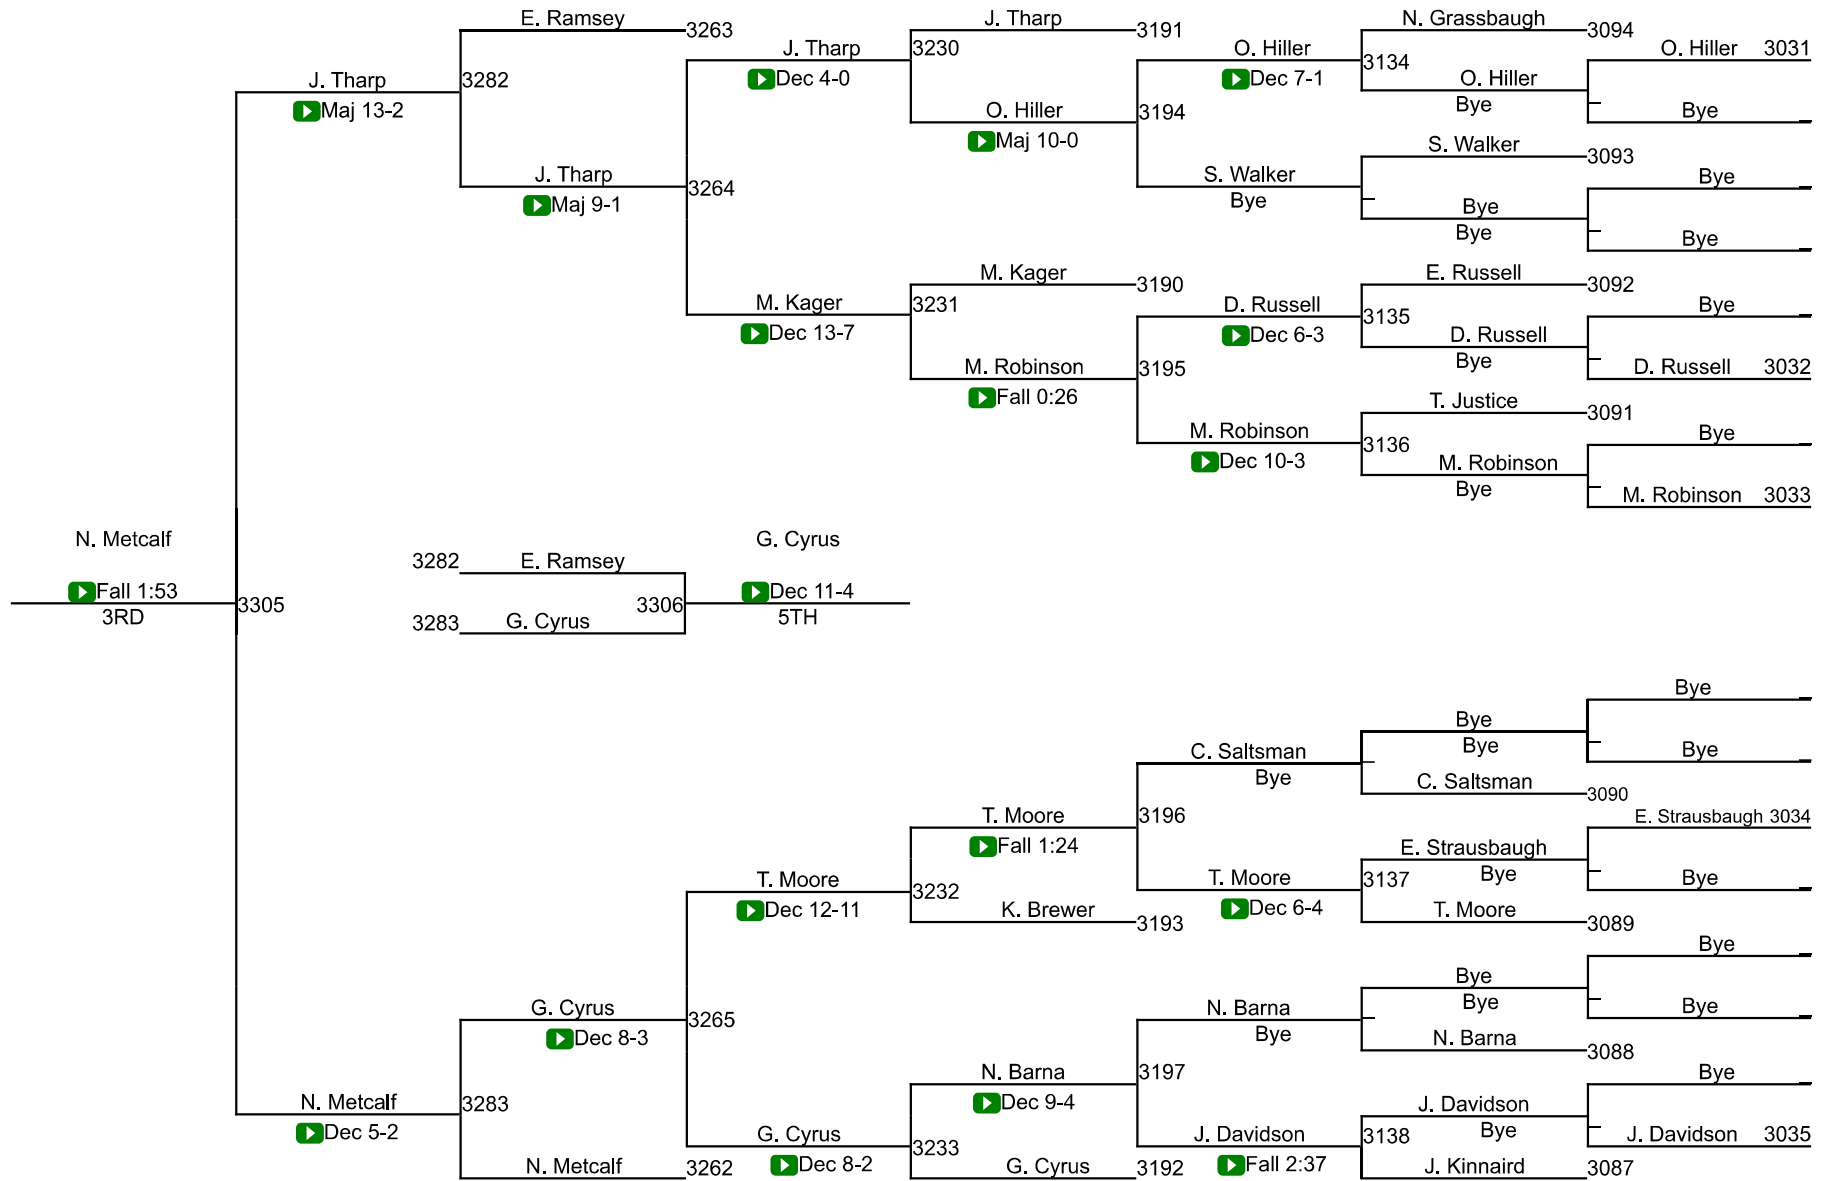 E. Ramsey
3263
J. Tharp
3191
N. Grassbaugh
3094
J. Tharp
Dec 4-0
3230
O. Hiller
Dec 7-1
3134
O. Hiller 3031
J. Tharp
Maj 13-2
3282
O. Hiller
Bye
Bye
O. Hiller
Maj 10-0
3194
S. Walker
3093
J. Tharp
Maj 9-1
3264
S. Walker
Bye
Bye
Bye
Bye
Bye
M. Kager
3190
E. Russell
3092
M. Kager
Dec 13-7
3231
D. Russell
Dec 6-3
3135
Bye
D. Russell
Bye
M. Robinson
Fall 0:26
3195
D. Russell 3032
T. Justice
3091
M. Robinson
Dec 10-3
3136
Bye
M. Robinson
Bye
M. Robinson 3033
N. Metcalf
Fall 1:53
3RD
3305
3282 E. Ramsey
3283 G. Cyrus
3306
G. Cyrus
Dec 11-4
5TH
Bye
Bye
Bye
Bye
C. Saltsman
Bye
C. Saltsman
3090
T. Moore
Fall 1:24
3196
E. Strausbaugh 3034
E. Strausbaugh
Bye
Bye
T. Moore
Dec 12-11
3232
T. Moore
Dec 6-4
3137
K. Brewer
3193
T. Moore
3089
Bye
Bye
Bye
Bye
G. Cyrus
Dec 8-3
3265
N. Barna
Bye
N. Barna
3088
N. Barna
Dec 9-4
3197
Bye
N. Metcalf
Dec 5-2
3283
J. Davidson
Bye
G. Cyrus
Dec 8-2
3233
J. Davidson
Fall 2:37
3138
J. Davidson 3035
N. Metcalf
3262
G. Cyrus
3192
J. Kinnaird
3087